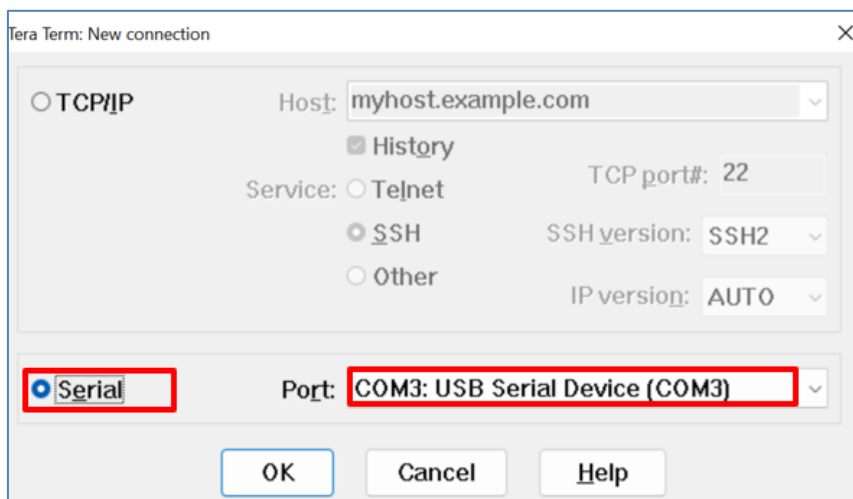 Tera Term: New connection
TCP/IP Host: myhost.example.com
History
Service: Telnet TCP port#: 22
SSH SSH version: SSH2
Other IP version: AUTO
Serial Port: COM3: USB Serial Device (COM3)
OK Cancel Help